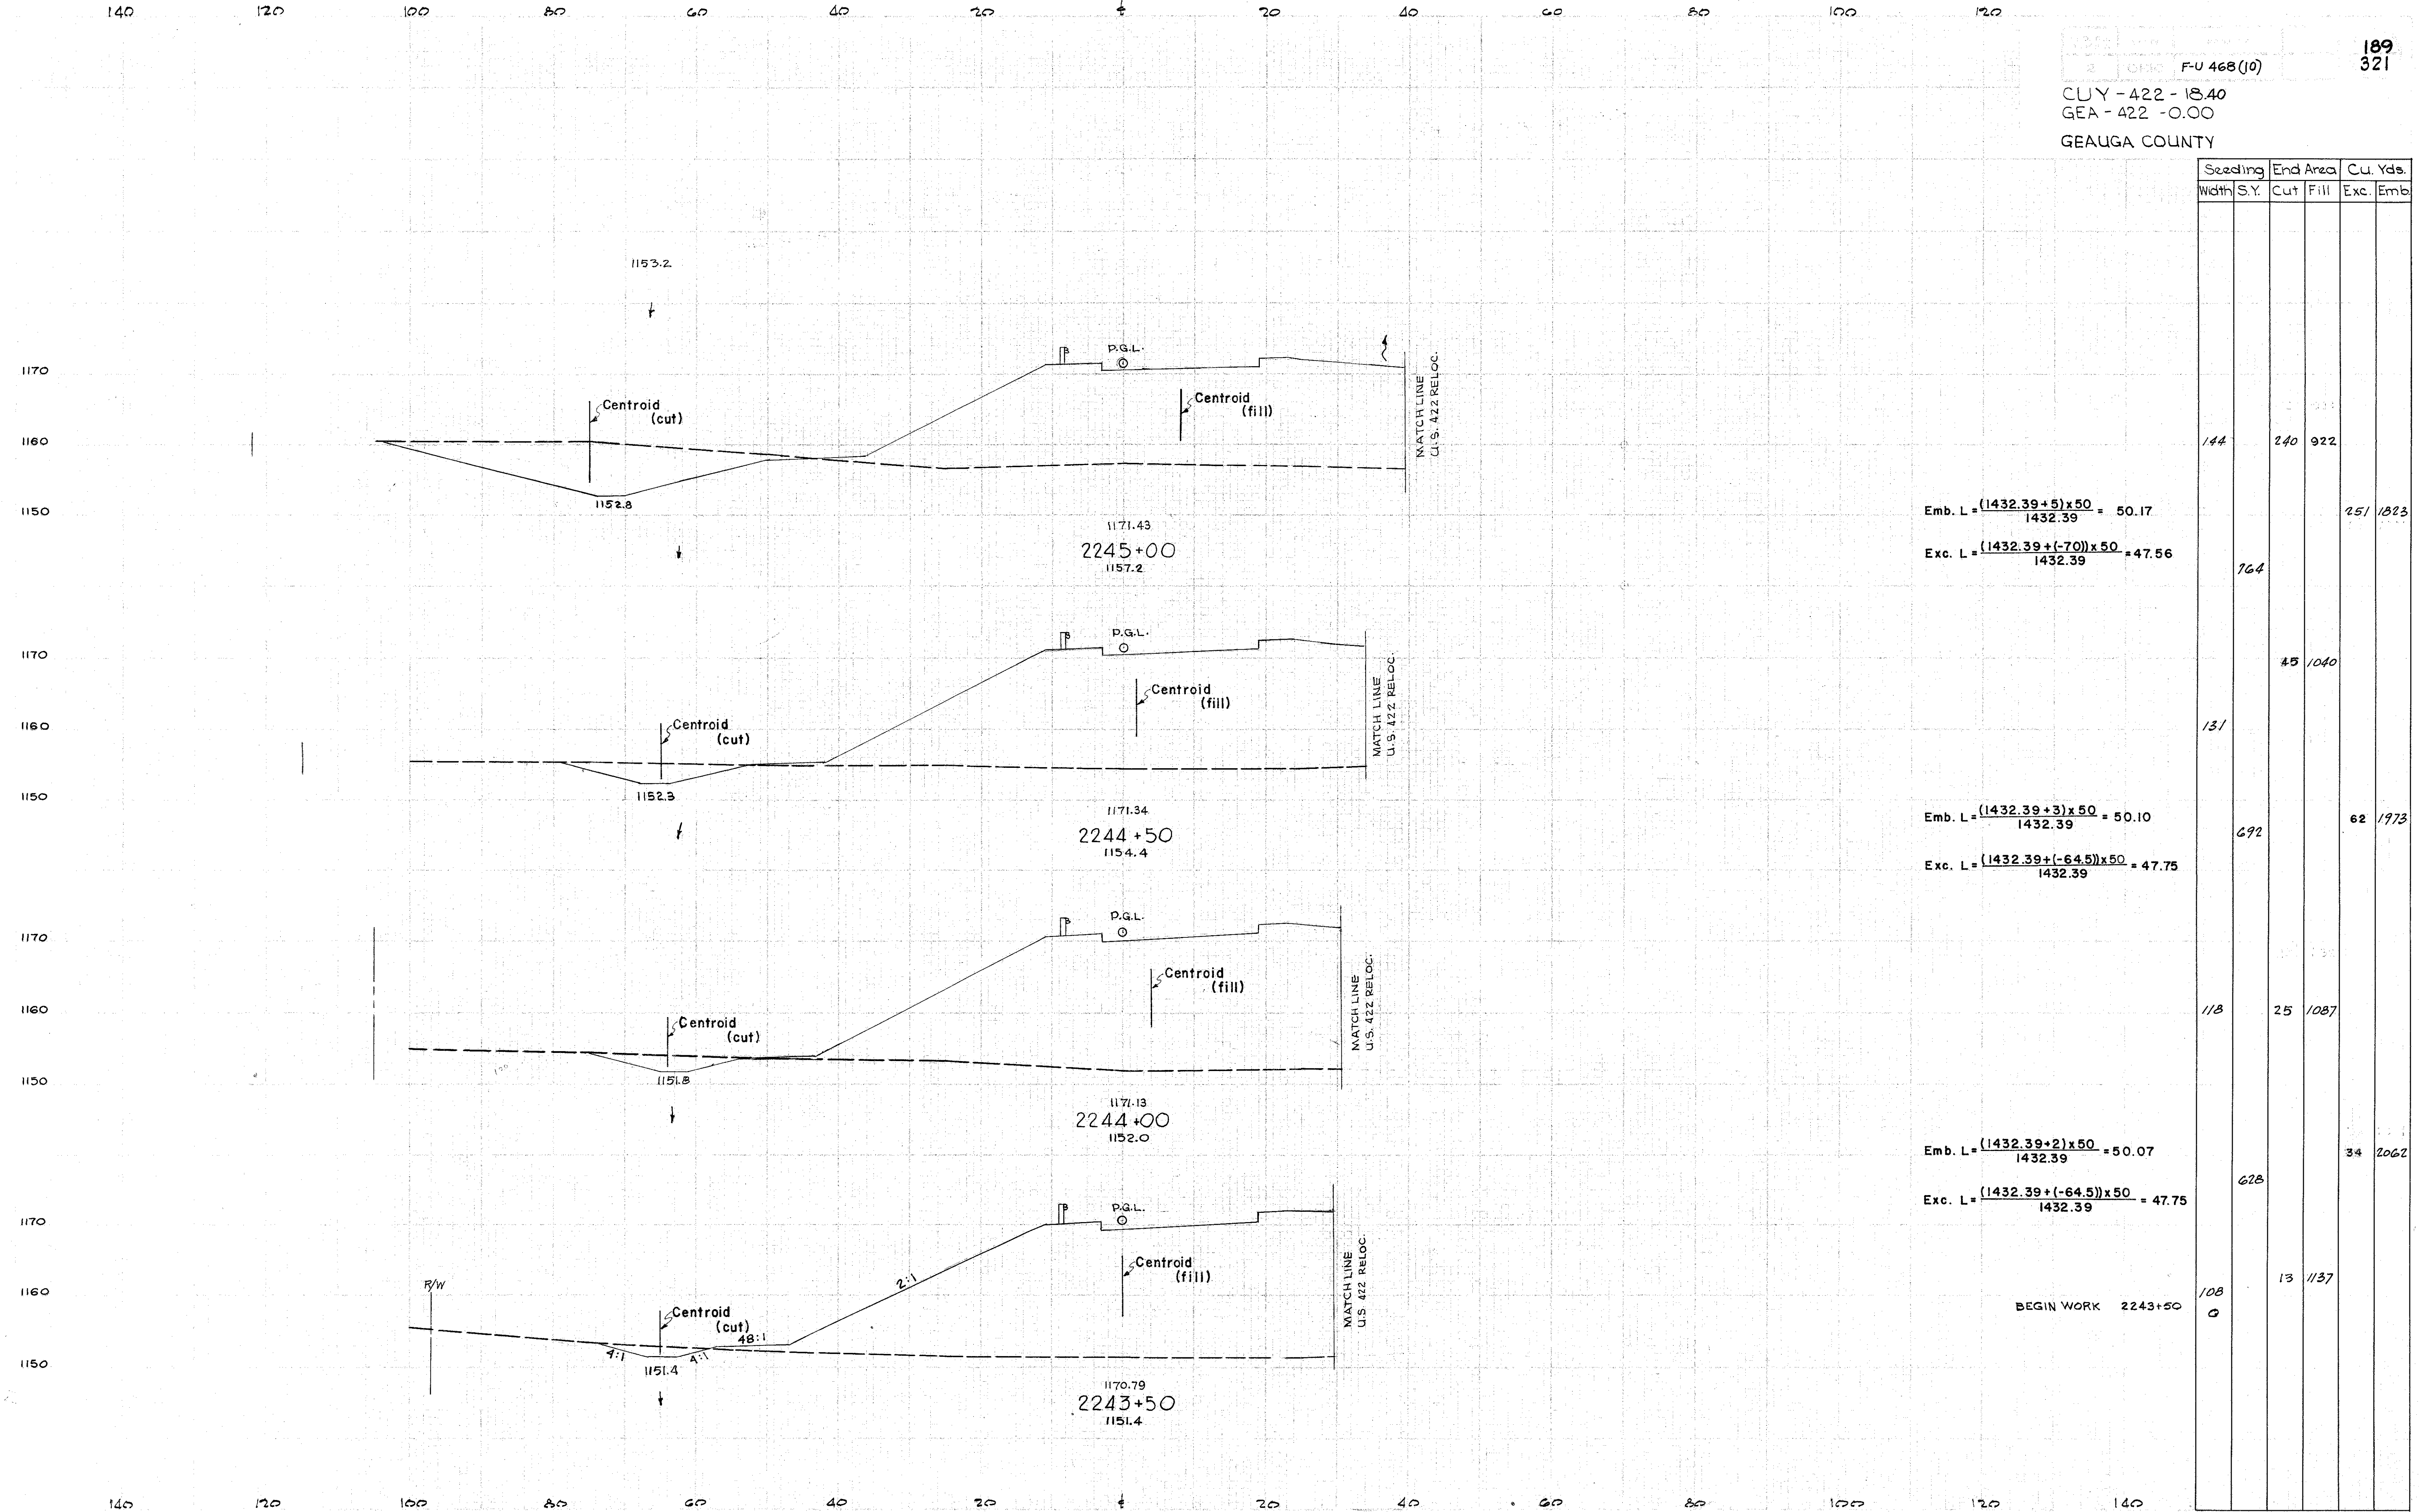 140 120 100 80 60 40 20 ℄ 20 40 60 80 100 120
189
321
F-U 468(10)
CUY - 422 - 18.40
GEA - 422 - 0.00
GEAUGA COUNTY
Seeding End Area Cu. Yds.
Width S.Y. Cut Fill Exc. Emb.
1153.2
P.G.L.
1170
Centroid
(cut)
Centroid
(fill)
MATCH LINE
U.S. 422 RELOC.
1160
144 240 922
1152.8
1150
1171.43
2245+00
1157.2
Emb. L = (1432.39+5)x50 / 1432.39 = 50.17
251 1823
Exc. L = (1432.39+(-70))x50 / 1432.39 = 47.56
764
P.G.L.
1170
45 1040
Centroid
(fill)
MATCH LINE
U.S. 422 RELOC.
Centroid
(cut)
1160
131
1152.3
1150
1171.34
2244+50
1154.4
Emb. L = (1432.39+3)x50 / 1432.39 = 50.10
62 1973
692
Exc. L = (1432.39+(-64.5))x50 / 1432.39 = 47.75
P.G.L.
1170
Centroid
(fill)
MATCH LINE
U.S. 422 RELOC.
1160
118 25 1087
Centroid
(cut)
1151.8
1150
1171.13
2244+00
1152.0
Emb. L = (1432.39+2)x50 / 1432.39 = 50.07
34 2062
628
Exc. L = (1432.39+(-64.5))x50 / 1432.39 = 47.75
P.G.L.
1170
Centroid
(fill)
MATCH LINE
U.S. 422 RELOC.
R/W
2:1
13 1137
1160
108
BEGIN WORK 2243+50
0
Centroid
(cut)
48:1
4:1
4:1
1151.4
1150
1170.79
2243+50
1151.4
140 120 100 80 60 40 20 ℄ 20 40 60 80 100 120 140